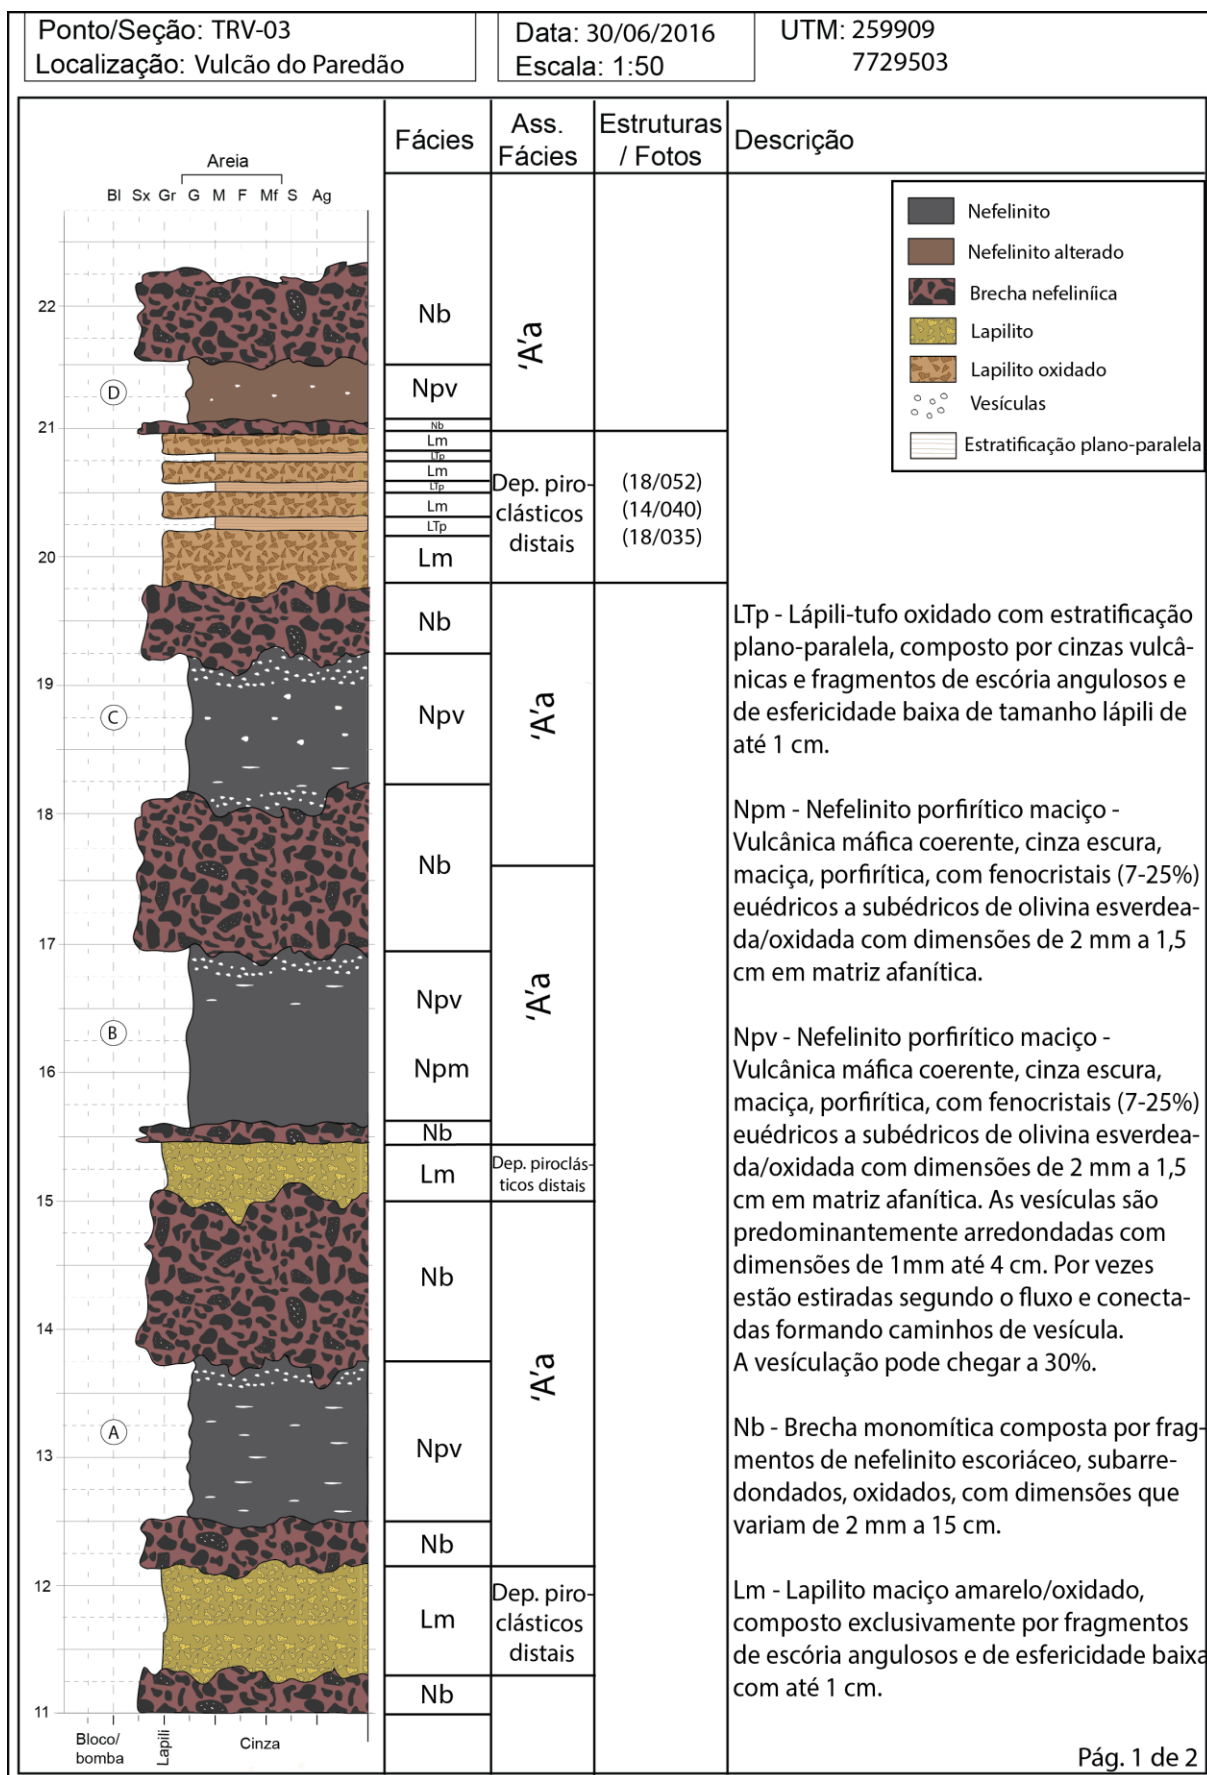 Ponto/Seção: TRV-03
Localização: Vulcão do Paredão
Data: 30/06/2016
Escala: 1:50
UTM: 259909
7729503
Fácies
Ass.
Fácies
Estruturas
/ Fotos
Descrição
Areia
Bl Sx Gr G M F Mf S Ag
Nefelinito
Nefelinito alterado
Brecha nefeliníica
Lapilito
Lapilito oxidado
Vesículas
Estratificação plano-paralela
22
Nb
'A'a
D
Npv
21
Nb
Lm
LTp
Lm
LTp
Lm
LTp
Lm
Dep. piro-
clásticos
distais
(18/052)
(14/040)
(18/035)
20
Nb
19
C
Npv
'A'a
18
Nb
17
Npv
'A'a
B
Npm
16
Nb
Lm
Dep. piroclás-
ticos distais
15
Nb
14
'A'a
A
Npv
13
Nb
12
Lm
Dep. piro-
clásticos
distais
Nb
11
Bloco/
bomba
Lapili
Cinza
LTp - Lápili-tufo oxidado com estratificação
plano-paralela, composto por cinzas vulcâ-
nicas e fragmentos de escória angulosos e
de esfericidade baixa de tamanho lápili de
até 1 cm.
Npm - Nefelinito porfirítico maciço -
Vulcânica máfica coerente, cinza escura,
maciça, porfirítica, com fenocristais (7-25%)
euédricos a subédricos de olivina esverdea-
da/oxidada com dimensões de 2 mm a 1,5
cm em matriz afanítica.
Npv - Nefelinito porfirítico maciço -
Vulcânica máfica coerente, cinza escura,
maciça, porfirítica, com fenocristais (7-25%)
euédricos a subédricos de olivina esverdea-
da/oxidada com dimensões de 2 mm a 1,5
cm em matriz afanítica. As vesículas são
predominantemente arredondadas com
dimensões de 1mm até 4 cm. Por vezes
estão estiradas segundo o fluxo e conecta-
das formando caminhos de vesícula.
A vesículação pode chegar a 30%.
Nb - Brecha monomítica composta por frag-
mentos de nefelinito escoriáceo, subarre-
dondados, oxidados, com dimensões que
variam de 2 mm a 15 cm.
Lm - Lapilito maciço amarelo/oxidado,
composto exclusivamente por fragmentos
de escória angulosos e de esfericidade baixa
com até 1 cm.
Pág. 1 de 2